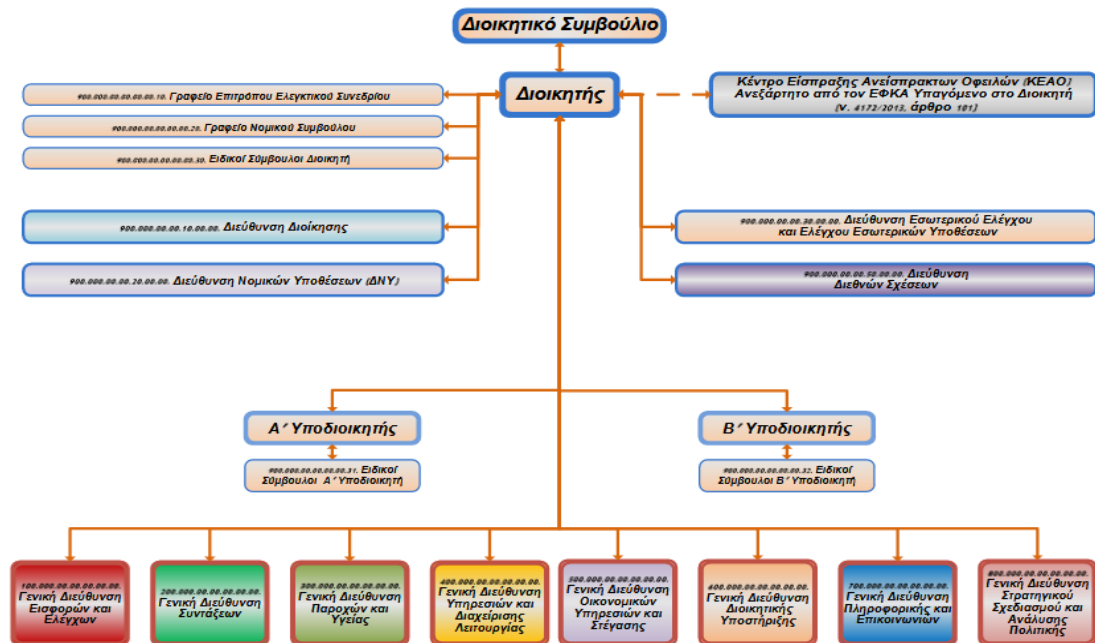 Διοικητικό Συμβούλιο
Διοικητής
900.000.00.00.00.00.10. Γραφείο Επιτρόπου Ελεγκτικού Συνεδρίου
900.000.00.00.00.00.20. Γραφείο Νομικού Συμβούλου
900.000.00.00.00.00.30. Ειδικοί Σύμβουλοι Διοικητή
Κέντρο Είσπραξης Ανείσπρακτων Οφειλών (ΚΕΑΟ)
Ανεξάρτητο από τον ΕΦΚΑ Υπαγόμενο στο Διοικητή
(ν. 4172/2013, άρθρο 101)
900.000.00.00.10.00.00. Διεύθυνση Διοίκησης
900.000.00.00.20.00.00. Διεύθυνση Νομικών Υποθέσεων (ΔΝΥ)
900.000.00.00.30.00.00. Διεύθυνση Εσωτερικού Ελέγχου
και Ελέγχου Εσωτερικών Υποθέσεων
900.000.00.00.50.00.00. Διεύθυνση
Διεθνών Σχέσεων
Α' Υποδιοικητής
900.000.00.00.00.00.31. Ειδικοί
Σύμβουλοι Α' Υποδιοικητή
Β' Υποδιοικητής
900.000.00.00.00.00.32. Ειδικοί
Σύμβουλοι Β' Υποδιοικητή
100.000.00.00.00.00.00.
Γενική Διεύθυνση
Εισφορών και
Ελέγχων
200.000.00.00.00.00.00.
Γενική Διεύθυνση
Συντάξεων
300.000.00.00.00.00.00.
Γενική Διεύθυνση
Παροχών και
Υγείας
400.000.00.00.00.00.00.
Γενική Διεύθυνση
Υπηρεσιών και
Διαχείρισης
Λειτουργίας
500.000.00.00.00.00.00.
Γενική Διεύθυνση
Οικονομικών
Υπηρεσιών και
Στέγασης
600.000.00.00.00.00.00.
Γενική Διεύθυνση
Διοικητικής
Υποστήριξης
700.000.00.00.00.00.00.
Γενική Διεύθυνση
Πληροφορικής και
Επικοινωνιών
800.000.00.00.00.00.00.
Γενική Διεύθυνση
Στρατηγικού
Σχεδιασμού και
Ανάλυσης
Πολιτικής